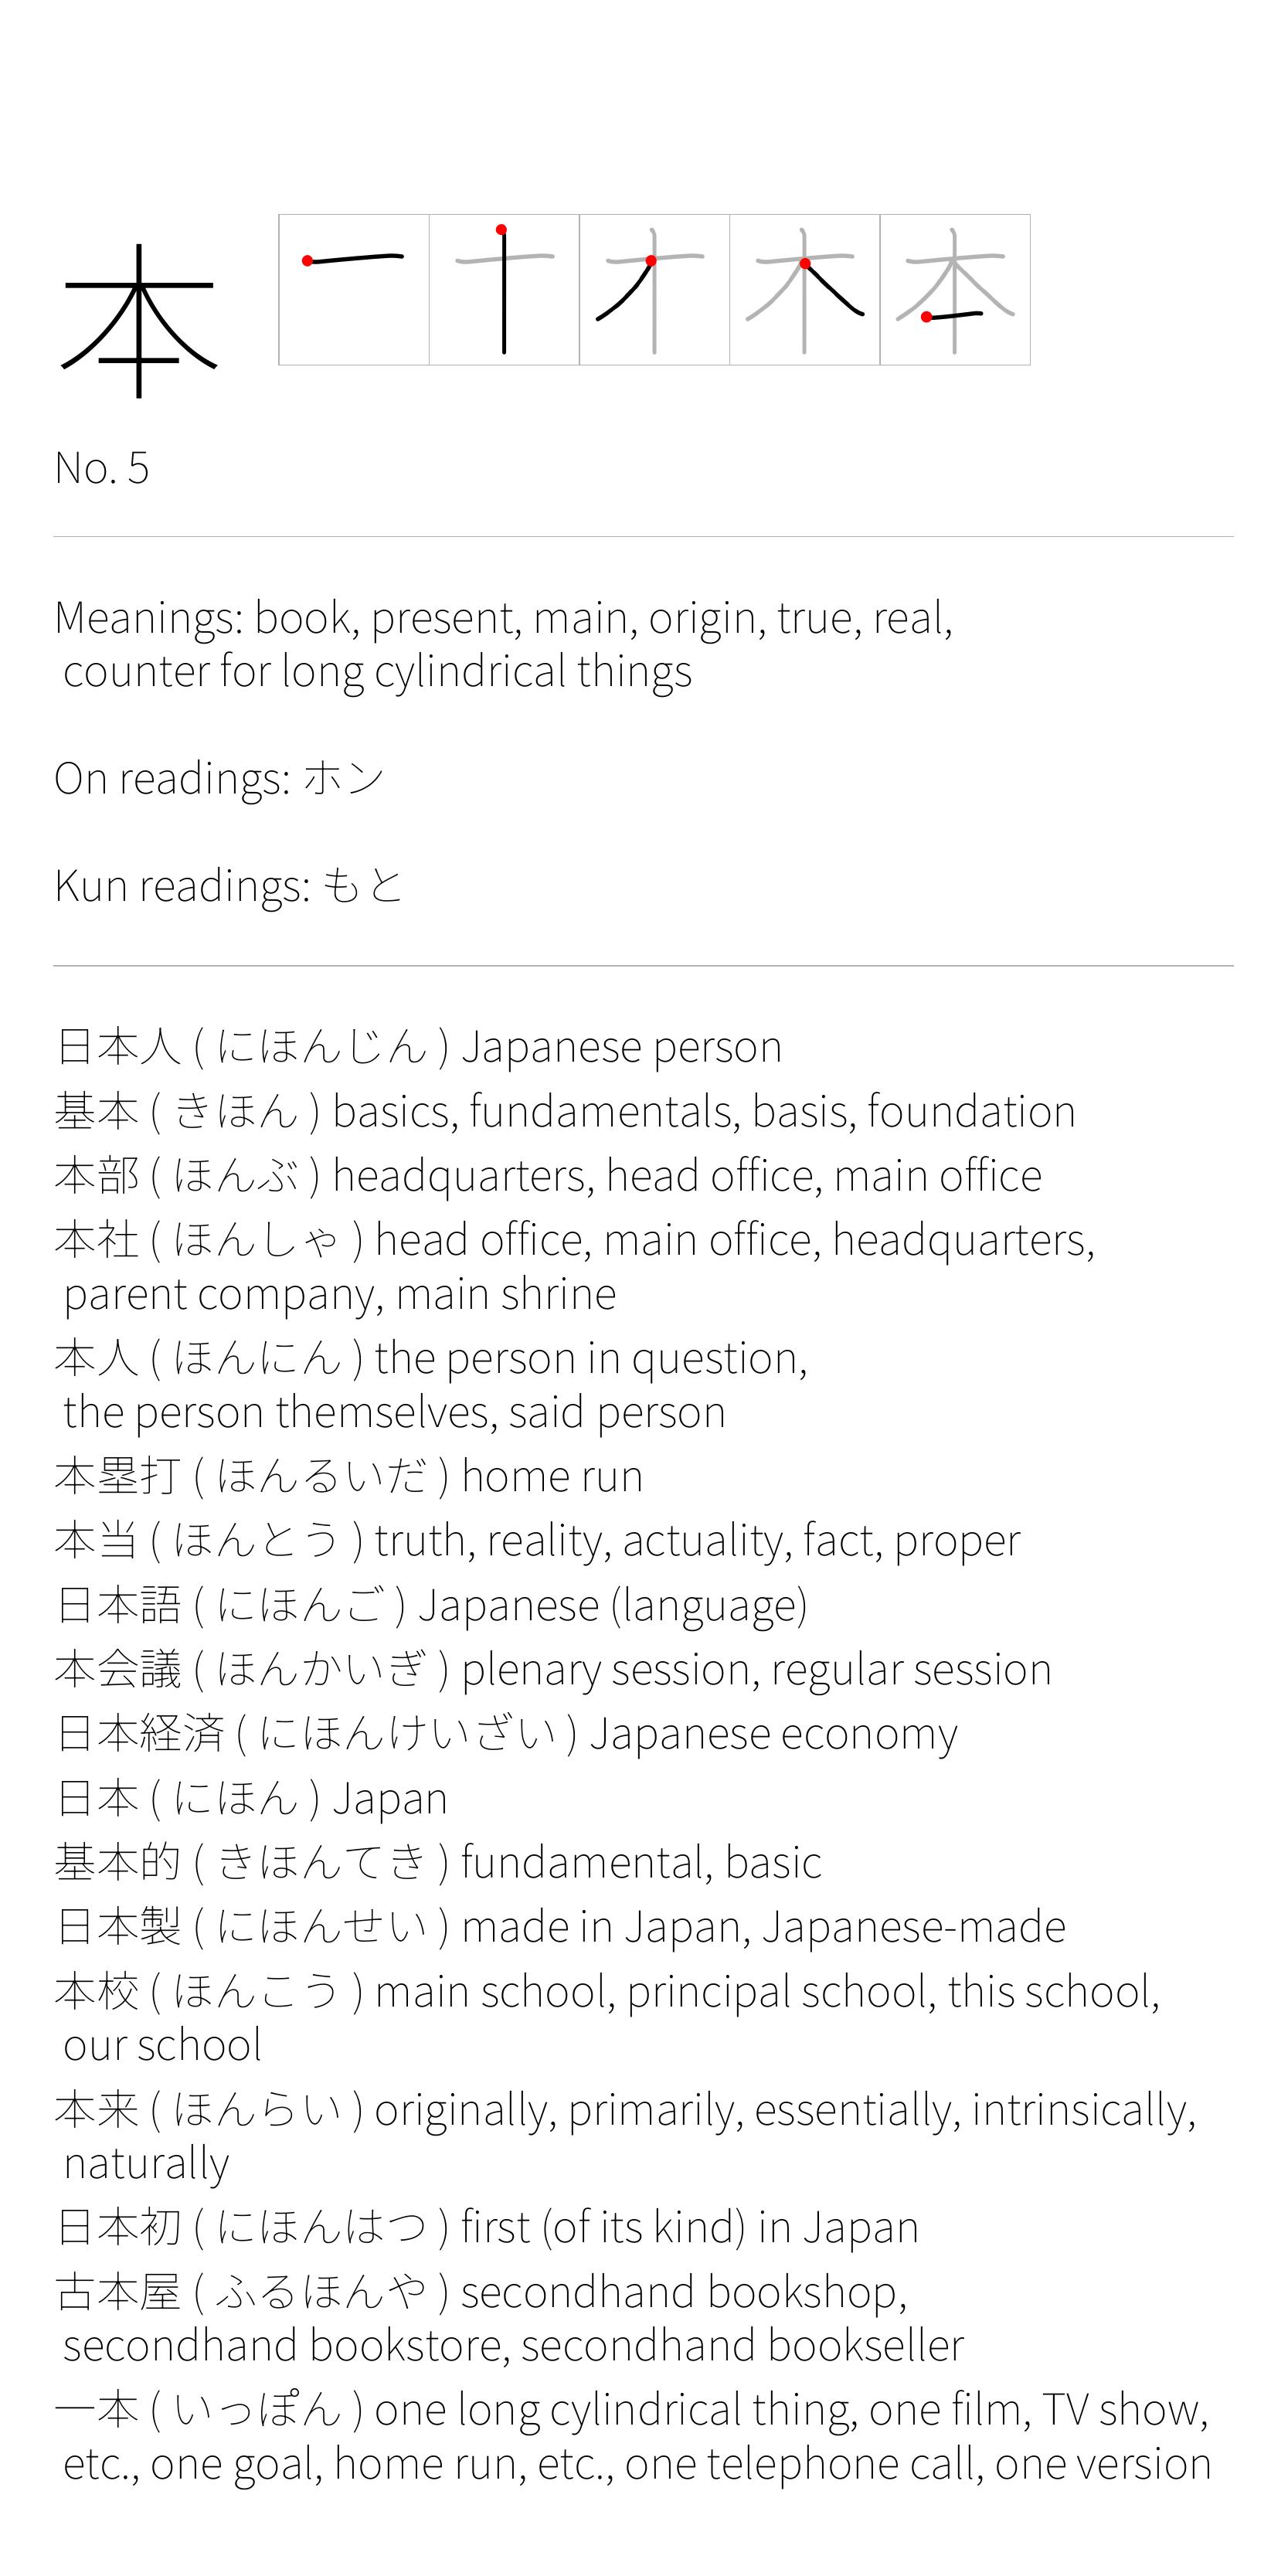 本
No. 5
Meanings: book, present, main, origin, true, real,
counter for long cylindrical things
On readings: ホン
Kun readings: もと
日本人 ( にほんじん ) Japanese person
基本 ( きほん ) basics, fundamentals, basis, foundation
本部 ( ほんぶ ) headquarters, head office, main office
本社 ( ほんしゃ ) head office, main office, headquarters,
parent company, main shrine
本人 ( ほんにん ) the person in question,
the person themselves, said person
本塁打 ( ほんるいだ ) home run
本当 ( ほんとう ) truth, reality, actuality, fact, proper
日本語 ( にほんご ) Japanese (language)
本会議 ( ほんかいぎ ) plenary session, regular session
日本経済 ( にほんけいざい ) Japanese economy
日本 ( にほん ) Japan
基本的 ( きほんてき ) fundamental, basic
日本製 ( にほんせい ) made in Japan, Japanese-made
本校 ( ほんこう ) main school, principal school, this school,
our school
本来 ( ほんらい ) originally, primarily, essentially, intrinsically,
naturally
日本初 ( にほんはつ ) first (of its kind) in Japan
古本屋 ( ふるほんや ) secondhand bookshop,
secondhand bookstore, secondhand bookseller
一本 ( いっぽん ) one long cylindrical thing, one film, TV show,
etc., one goal, home run, etc., one telephone call, one version